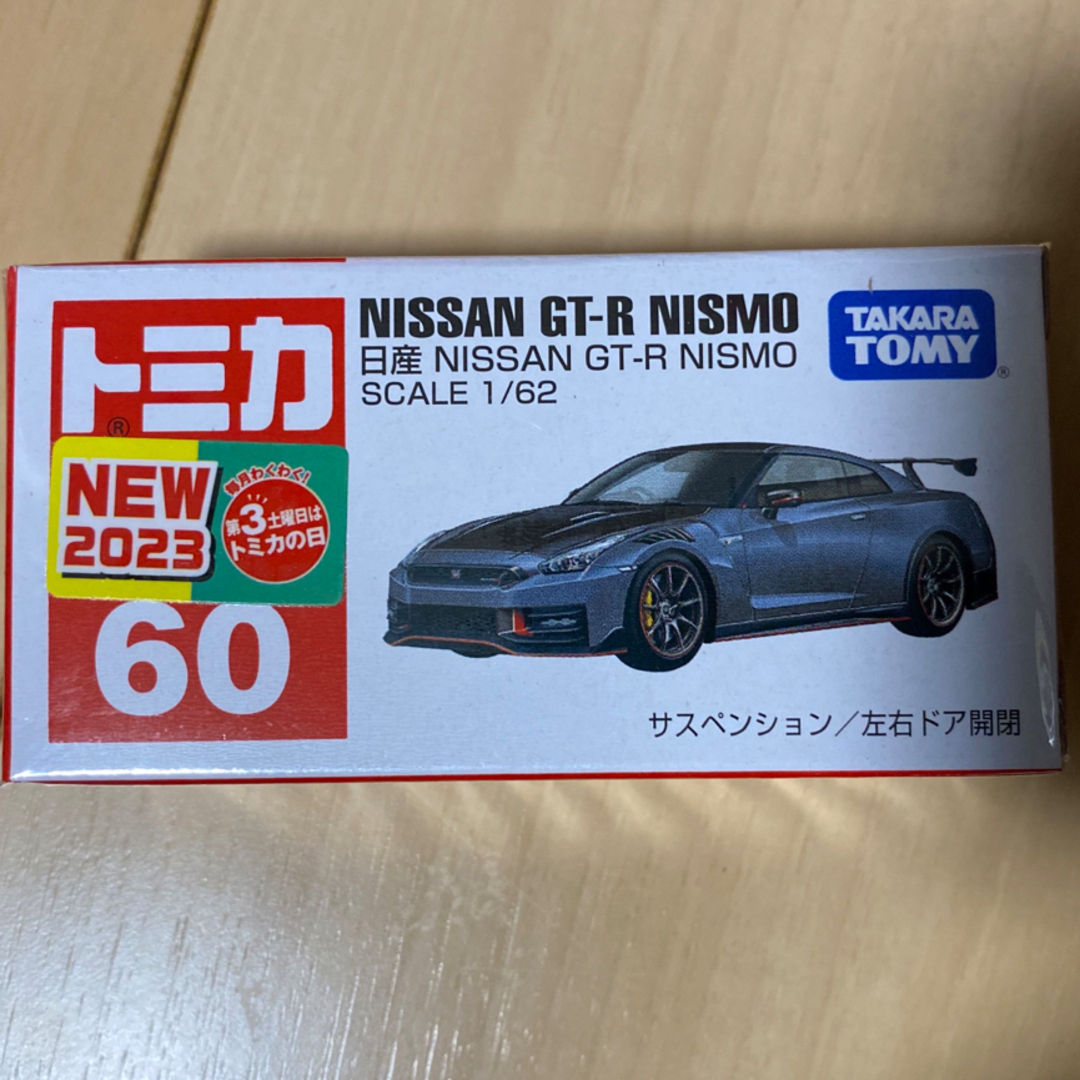 トミカ
®
NEW
2023
毎月わくわく!
第3土曜日は
トミカの日
60
NISSAN GT-R NISMO
日産 NISSAN GT-R NISMO
SCALE 1/62
TAKARA
TOMY
®
サスペンション/左右ドア開閉